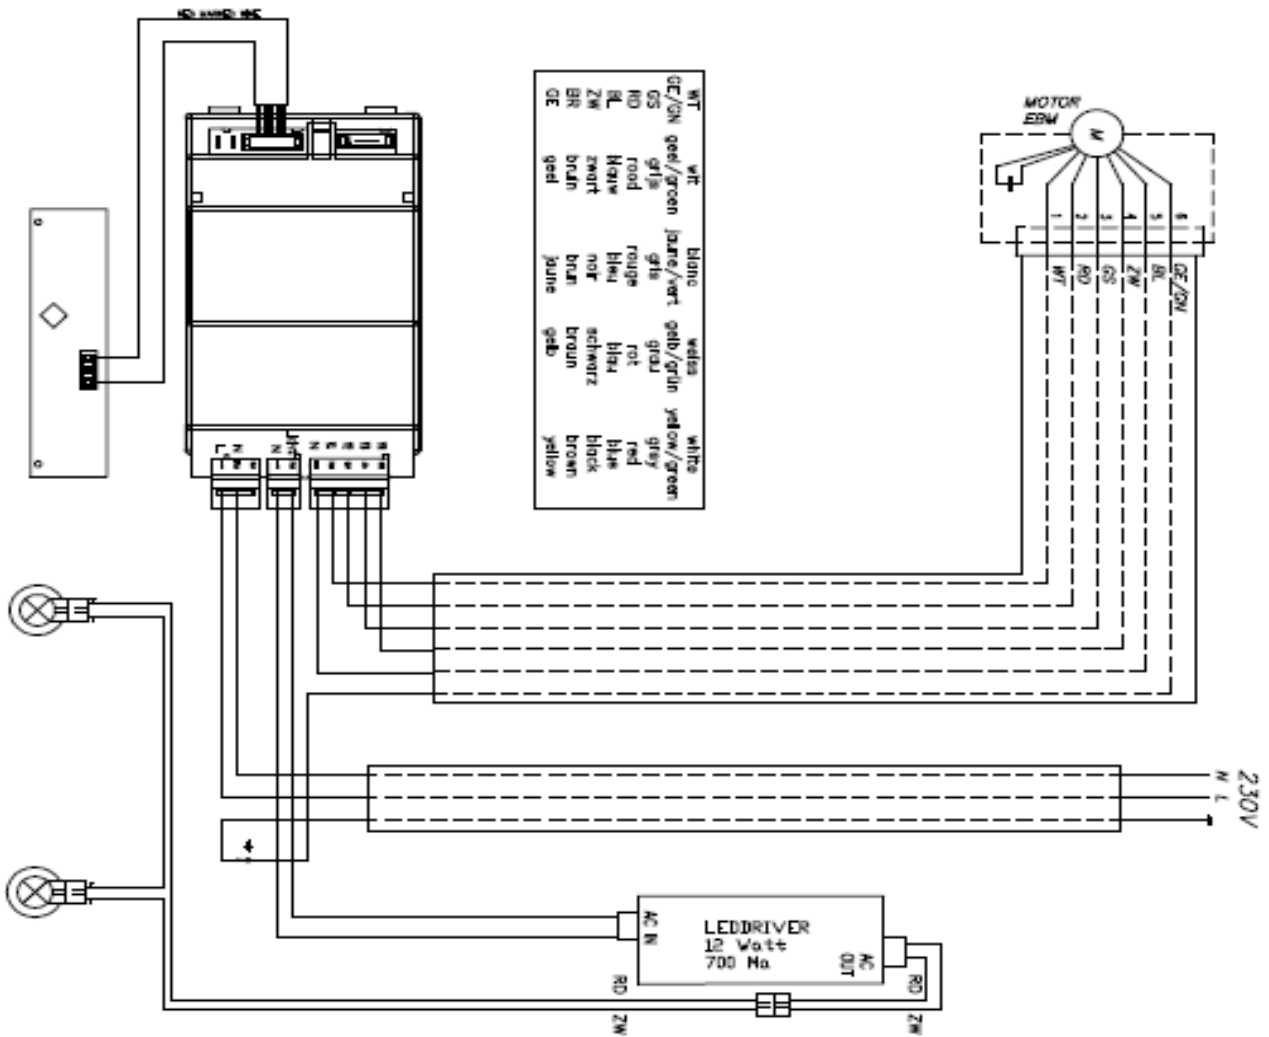 MOTOR
EBM
M
1 2 3 4 5 6
WT RD GS ZW BL GE/GN
WT wit blanc weiss white
GE/GN geel/groen jaune/vert gelb/grün yellow/green
GS grijs gris grau grey
RD rood rouge rot red
BL blauw bleu blau blue
ZW zwart noir schwarz black
BR bruin brun braun brown
GE geel jaune gelb yellow
L N
N
N
230V
N L
LEDDRIVER
12 Watt
700 Ma
AC IN
AC
OUT
RD ZW
RD ZW